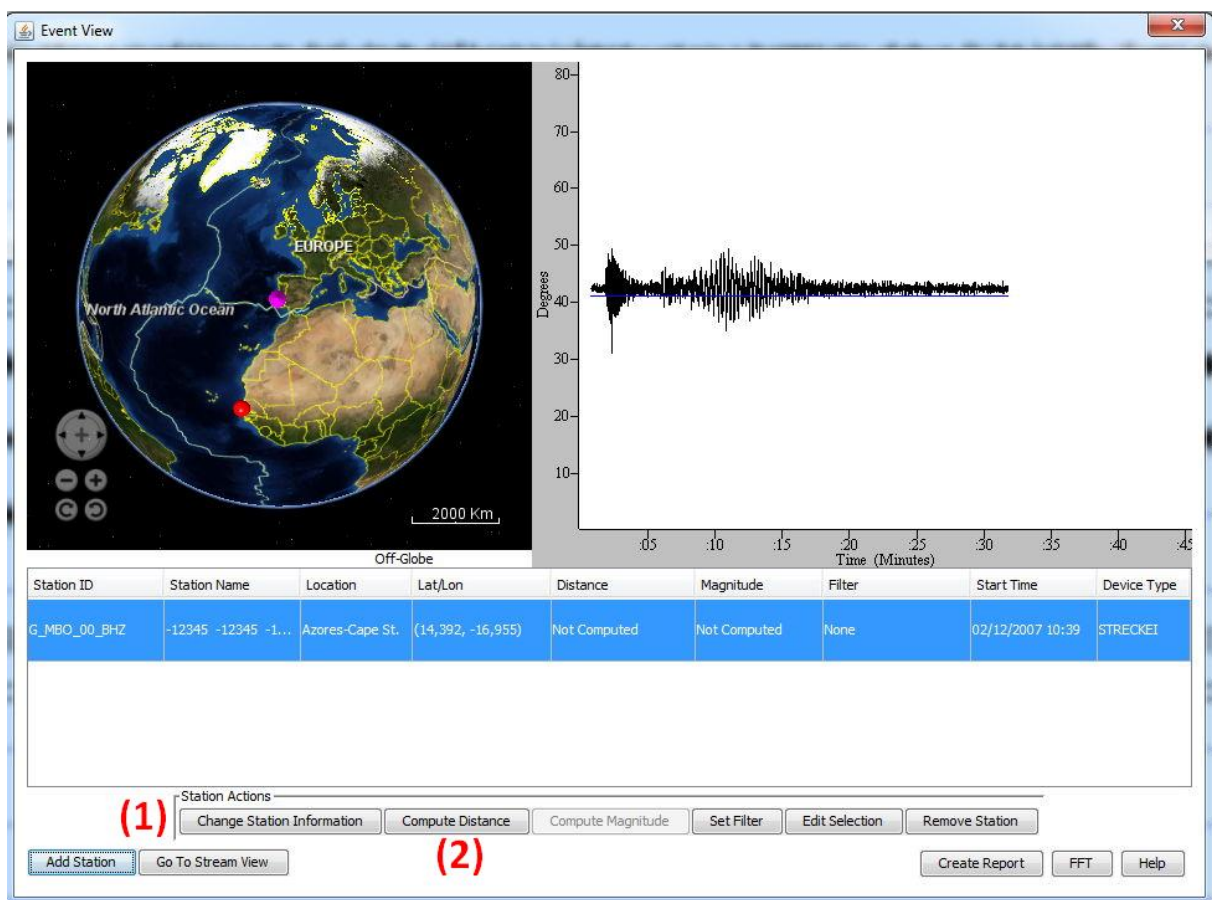 Event View
EUROPE
North Atlantic Ocean
2000 Km
Off-Globe
80
70
60
50
40
30
20
10
Degrees
:05 :10 :15 :20 :25 :30 :35 :40 :45
Time (Minutes)
Station ID Station Name Location Lat/Lon Distance Magnitude Filter Start Time Device Type
G_MBO_00_BHZ -12345 -12345 -1... Azores-Cape St. (14,392, -16,955) Not Computed Not Computed None 02/12/2007 10:39 STRECKEI
Station Actions
(1) Change Station Information Compute Distance Compute Magnitude Set Filter Edit Selection Remove Station
(2)
Add Station Go To Stream View Create Report FFT Help